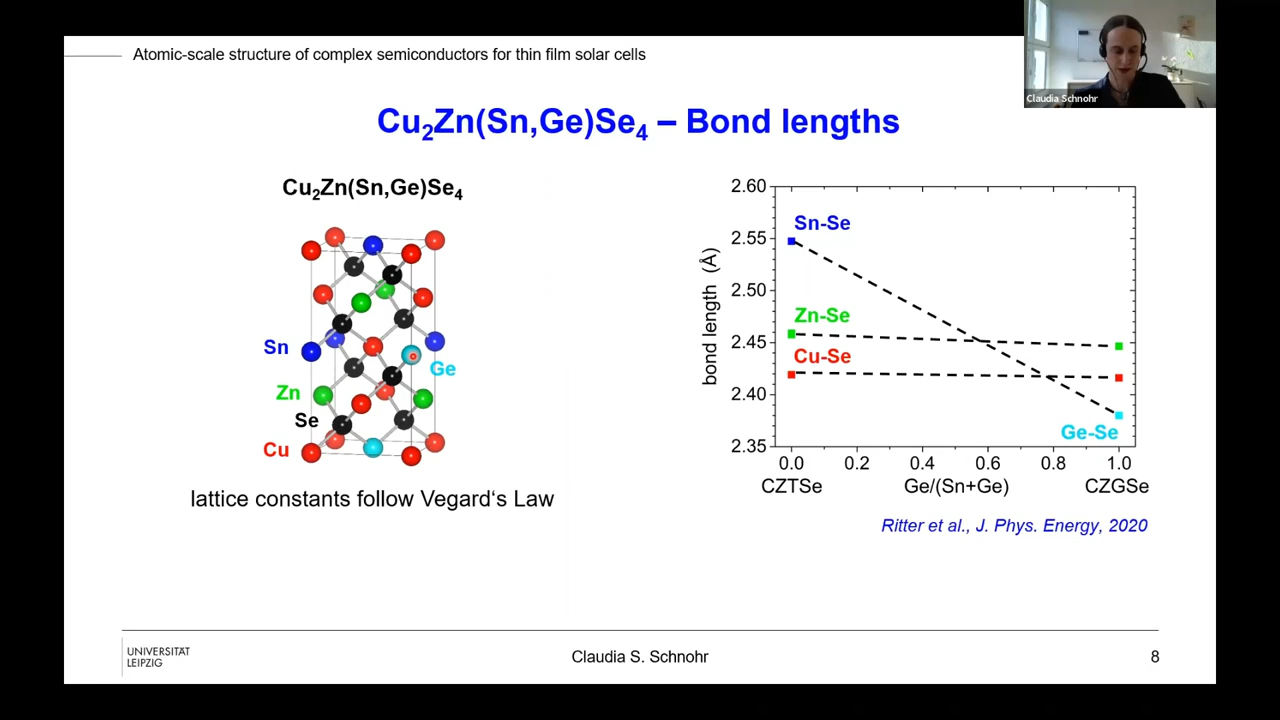 Atomic-scale structure of complex semiconductors for thin film solar cells
Claudia Schnohr
Cu₂Zn(Sn,Ge)Se₄ – Bond lengths
Cu₂Zn(Sn,Ge)Se₄
Sn
Ge
Zn
Se
Cu
lattice constants follow Vegard‘s Law
bond length (Å)
2.60
2.55
2.50
2.45
2.40
2.35
Sn-Se
Zn-Se
Cu-Se
Ge-Se
0.0 0.2 0.4 0.6 0.8 1.0
CZTSe Ge/(Sn+Ge) CZGSe
Ritter et al., J. Phys. Energy, 2020
UNIVERSITÄT
LEIPZIG
Claudia S. Schnohr
8